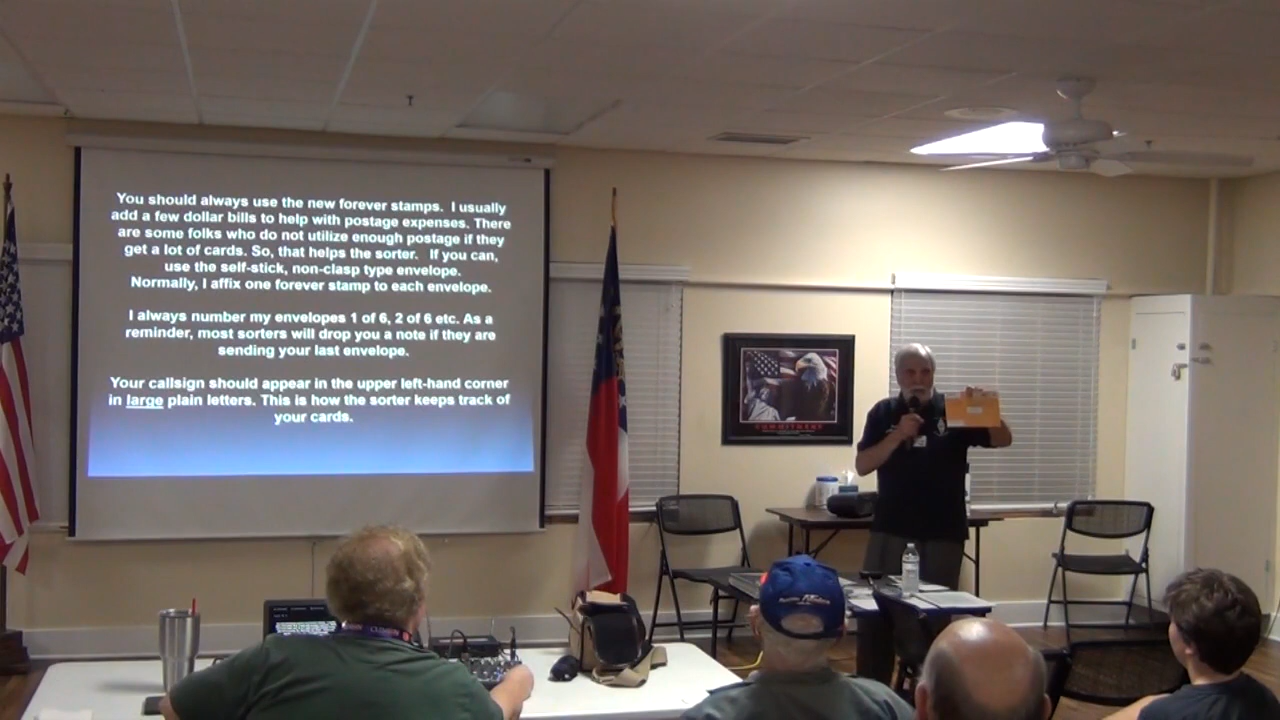 You should always use the new forever stamps.  I usually
add a few dollar bills to help with postage expenses. There
are some folks who do not utilize enough postage if they
get a lot of cards. So, that helps the sorter.   If you can,
use the self-stick, non-clasp type envelope.
Normally, I affix one forever stamp to each envelope.
I always number my envelopes 1 of 6, 2 of 6 etc. As a
reminder, most sorters will drop you a note if they are
sending your last envelope.
Your callsign should appear in the upper left-hand corner
in large plain letters. This is how the sorter keeps track of
your cards.
COMMITMENT